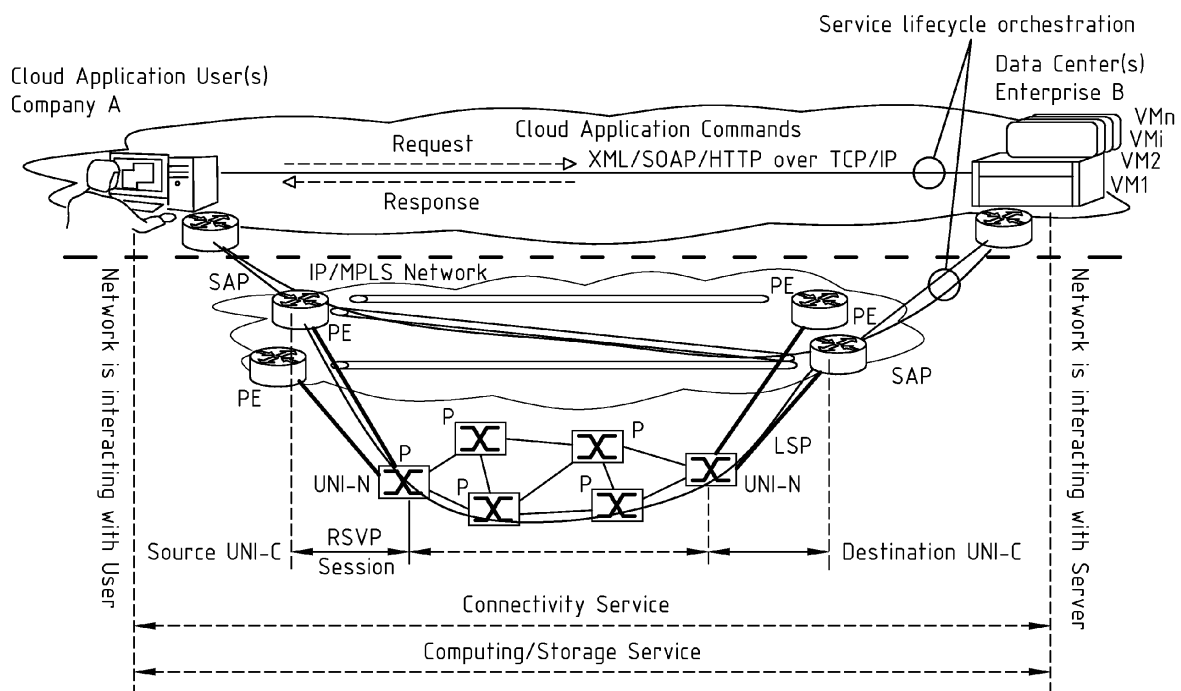 Service lifecycle orchestration
Cloud Application User(s)
Company A
Data Center(s)
Enterprise B
VMn
VMi
VM2
VM1
Cloud Application Commands
Request
XML/SOAP/HTTP over TCP/IP
Response
SAP
IP/MPLS Network
PE
PE
PE
PE
SAP
Network is interacting with User
Network is interacting with Server
P
P
P
LSP
UNI-N
P
P
UNI-N
Source UNI-C
RSVP
Session
Destination UNI-C
Connectivity Service
Computing/Storage Service